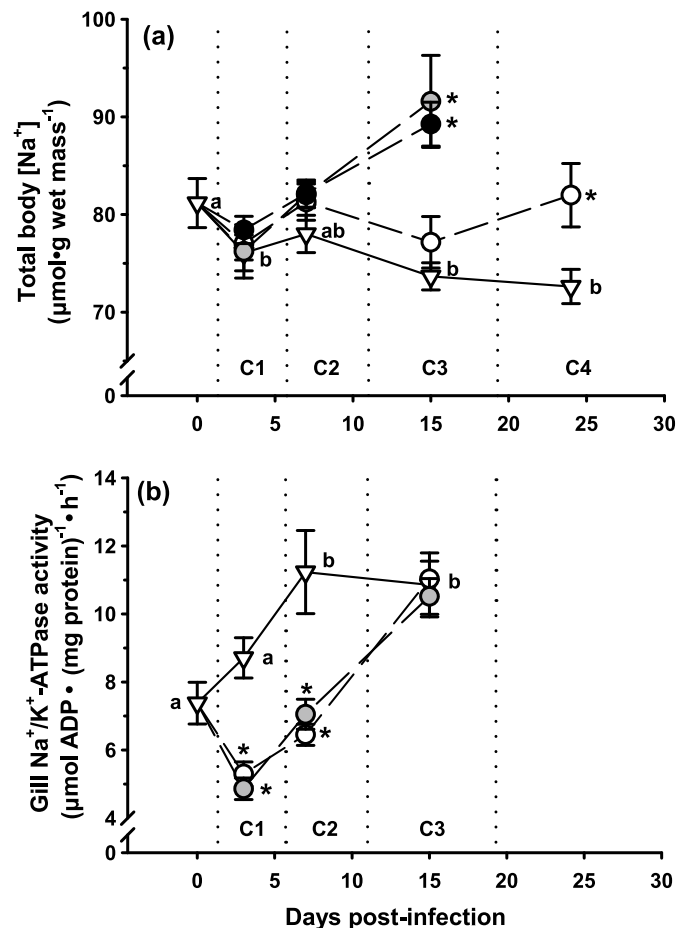 (a)
Total body [Na⁺]
(µmol•g wet mass⁻¹)
100
90
80
70
0
a
b
ab
b
b
*
*
*
C1
C2
C3
C4
0
5
10
15
20
25
30
(b)
Gill Na⁺/K⁺-ATPase activity
(µmol ADP • (mg protein)⁻¹ • h⁻¹)
14
12
10
8
6
4
0
a
a
b
b
*
*
*
*
C1
C2
C3
0
5
10
15
20
25
30
Days post-infection